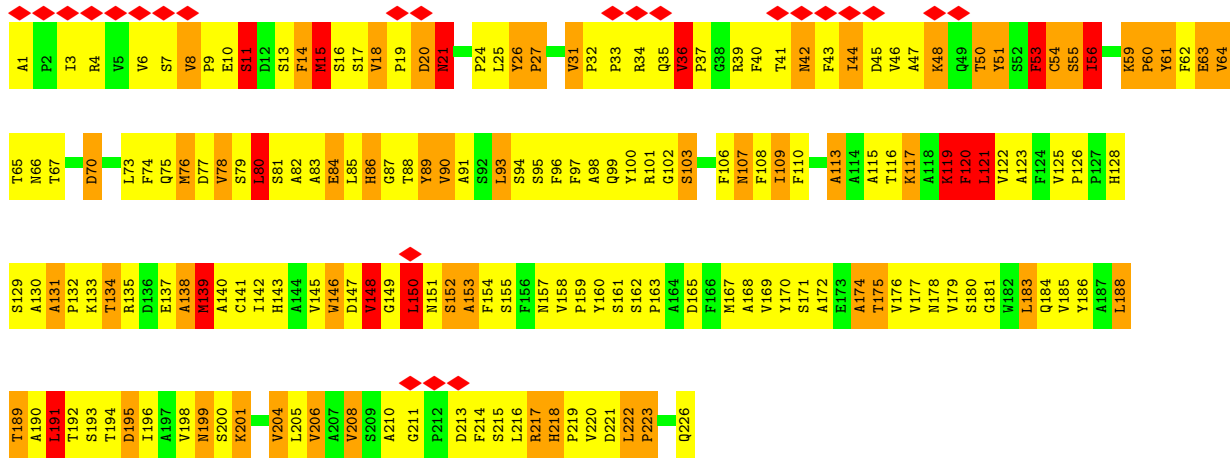 A1 P2 I3 R4 V5 V6 S7 V8 P9 E10 S11 D12 S13 F14 M15 S16 S17 V18 P19 D20 N21 P24 L25 Y26 P27 V31 P32 P33 R34 Q35 V36 P37 G38 R39 F40 T41 N42 F43 I44 D45 V46 A47 K48 Q49 T50 Y51 S52 F53 C54 S55 I56 K59 P60 Y61 F62 E63 V64
T65 N66 T67 D70 L73 F74 Q75 M76 D77 V78 S79 L80 S81 A82 A83 E84 L85 H86 G87 T88 Y89 V90 A91 S92 L93 S94 S95 F96 F97 A98 Q99 Y100 R101 G102 S103 F106 N107 F108 I109 F110 A113 A114 A115 T116 K117 A118 K119 F120 L121 V122 A123 F124 V125 P126 P127 H128
S129 A130 A131 P132 K133 T134 R135 D136 E137 A138 M139 A140 C141 I142 H143 A144 V145 W146 D147 V148 G149 L150 N151 S152 A153 F154 S155 F156 N157 V158 P159 Y160 S161 S162 P163 A164 D165 F166 M167 A168 V169 Y170 S171 A172 E173 A174 T175 V176 V177 N178 V179 S180 G181 W182 L183 Q184 V185 Y186 A187 L188
T189 A190 L191 T192 S193 T194 D195 I196 A197 V198 N199 S200 K201 V204 L205 V206 A207 V208 S209 A210 G211 P212 D213 F214 S215 L216 R217 H218 P219 V220 D221 L222 P223 Q226